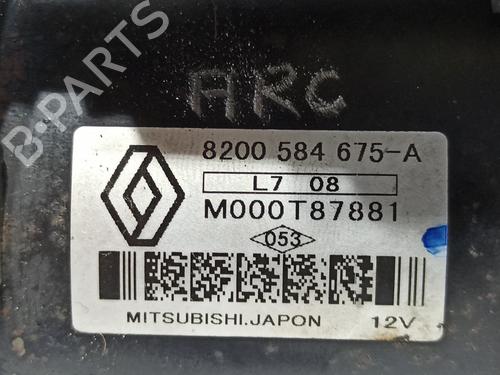 ARC
B-PARTS
8200 584 675-A
L7 08
M000T87881
053
MITSUBISHI.JAPON 12V